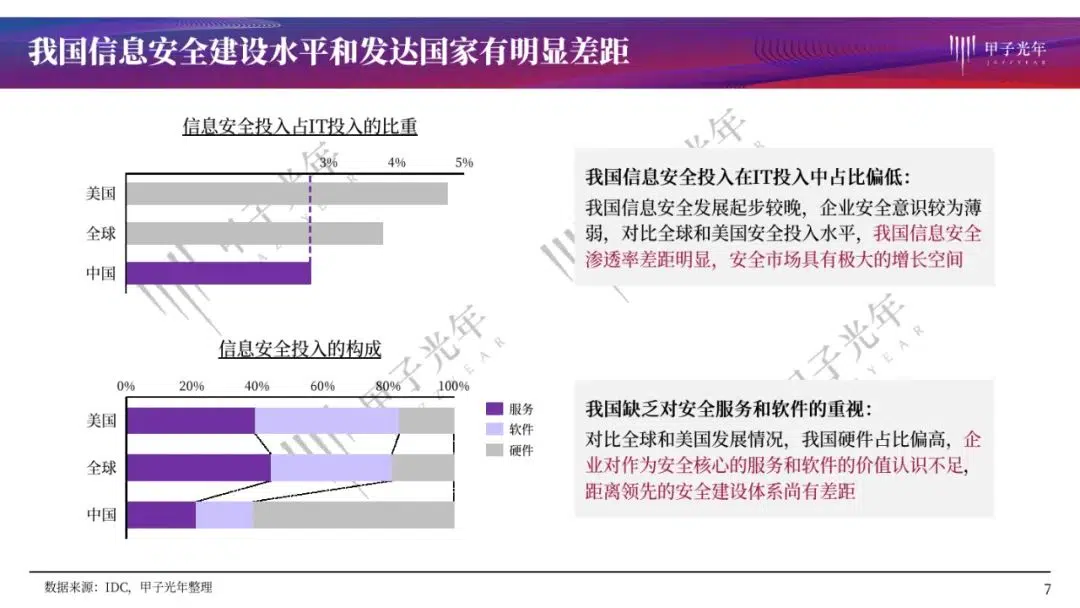 我国信息安全建设水平和发达国家有明显差距
甲子光年
JAZZYEAR
信息安全投入占IT投入的比重
3% 4% 5%
美国
全球
中国
我国信息安全投入在IT投入中占比偏低：
我国信息安全发展起步较晚，企业安全意识较为薄
弱，对比全球和美国安全投入水平，我国信息安全
渗透率差距明显，安全市场具有极大的增长空间
信息安全投入的构成
0% 20% 40% 60% 80% 100%
美国
全球
中国
服务
软件
硬件
我国缺乏对安全服务和软件的重视：
对比全球和美国发展情况，我国硬件占比偏高，企
业对作为安全核心的服务和软件的价值认识不足，
距离领先的安全建设体系尚有差距
数据来源：IDC，甲子光年整理
7